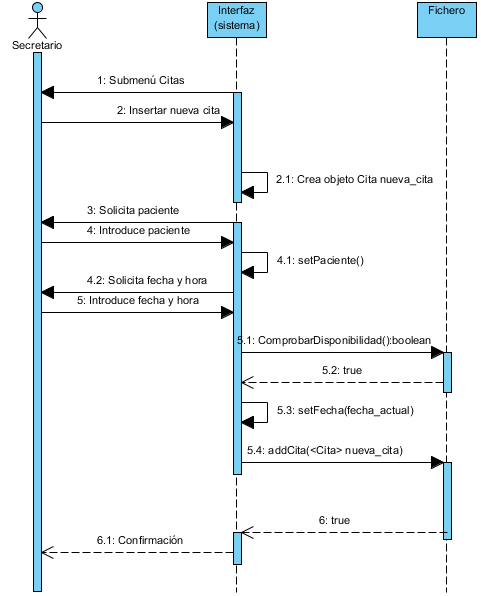 Interfaz
(sistema)
Fichero
Secretario
1: Submenú Citas
2: Insertar nueva cita
2.1: Crea objeto Cita nueva_cita
3: Solicita paciente
4: Introduce paciente
4.1: setPaciente()
4.2: Solicita fecha y hora
5: Introduce fecha y hora
5.1: ComprobarDisponibilidad():boolean
5.2: true
5.3: setFecha(fecha_actual)
5.4: addCita(<Cita> nueva_cita)
6: true
6.1: Confirmación